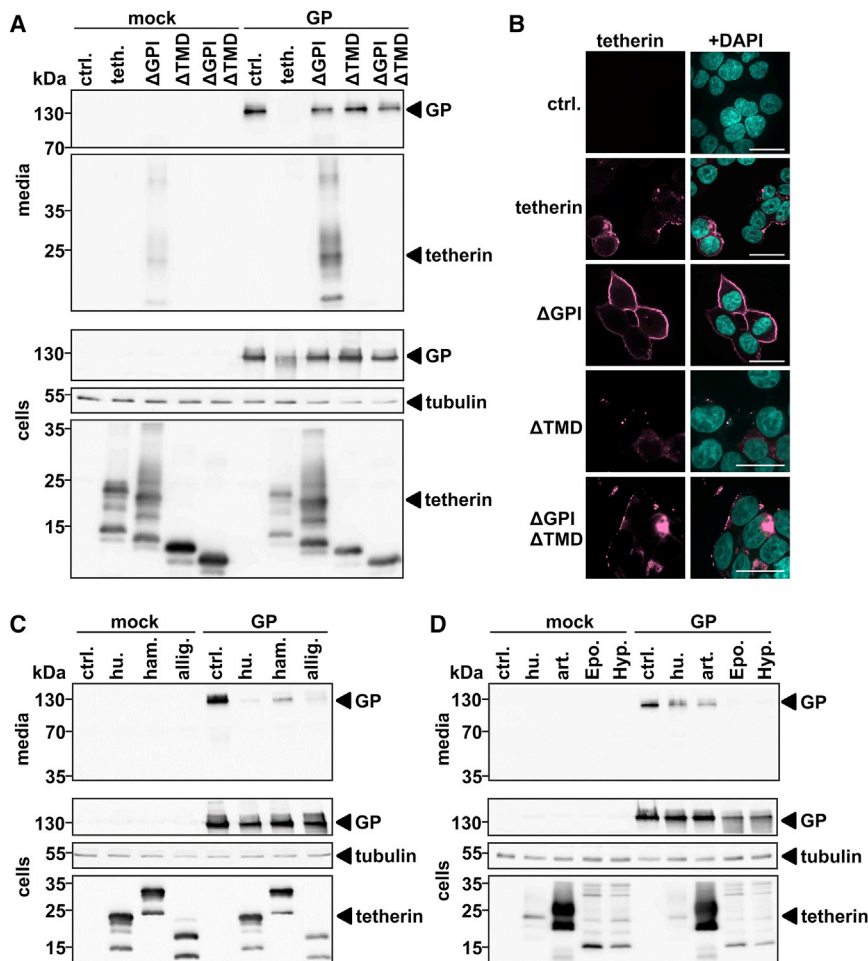 A
mock
GP
kDa
ctrl.
teth.
ΔGPI
ΔTMD
ΔGPI ΔTMD
ctrl.
teth.
ΔGPI
ΔTMD
ΔGPI ΔTMD
media
130
70
GP
35
25
tetherin
cells
130
GP
55
tubulin
35
25
15
tetherin
B
tetherin
+DAPI
ctrl.
tetherin
ΔGPI
ΔTMD
ΔGPI
ΔTMD
C
mock
GP
kDa
ctrl.
hu.
ham.
allig.
ctrl.
hu.
ham.
allig.
media
130
70
35
GP
cells
130
GP
55
tubulin
35
25
15
tetherin
D
mock
GP
kDa
ctrl.
hu.
art.
Epo.
Hyp.
ctrl.
hu.
art.
Epo.
Hyp.
media
130
70
35
GP
cells
130
GP
55
tubulin
35
25
15
tetherin